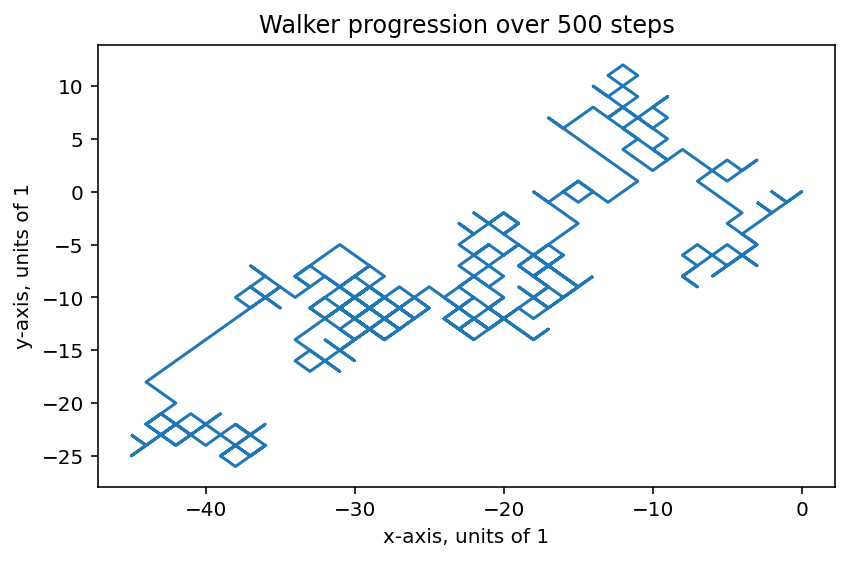 Walker progression over 500 steps
10
5
0
−5
−10
−15
−20
−25
y-axis, units of 1
−40 −30 −20 −10 0
x-axis, units of 1